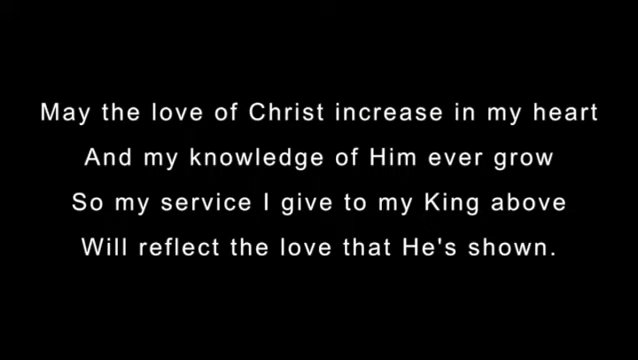 May the love of Christ increase in my heart
And my knowledge of Him ever grow
So my service I give to my King above
Will reflect the love that He's shown.